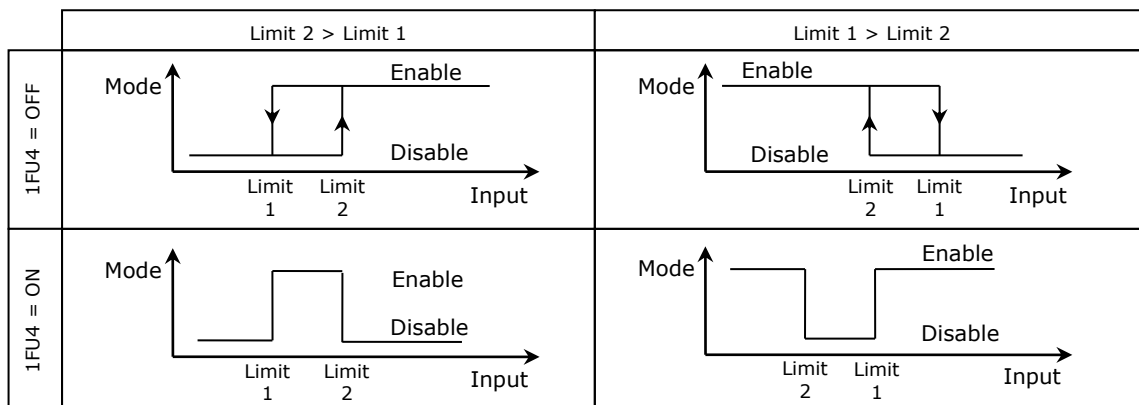 Limit 2 > Limit 1
Limit 1 > Limit 2
1FU4 = OFF
Mode
Enable
Disable
Limit
1
Limit
2
Input
Mode
Enable
Disable
Limit
2
Limit
1
Input
1FU4 = ON
Mode
Enable
Disable
Limit
1
Limit
2
Input
Mode
Enable
Disable
Limit
2
Limit
1
Input